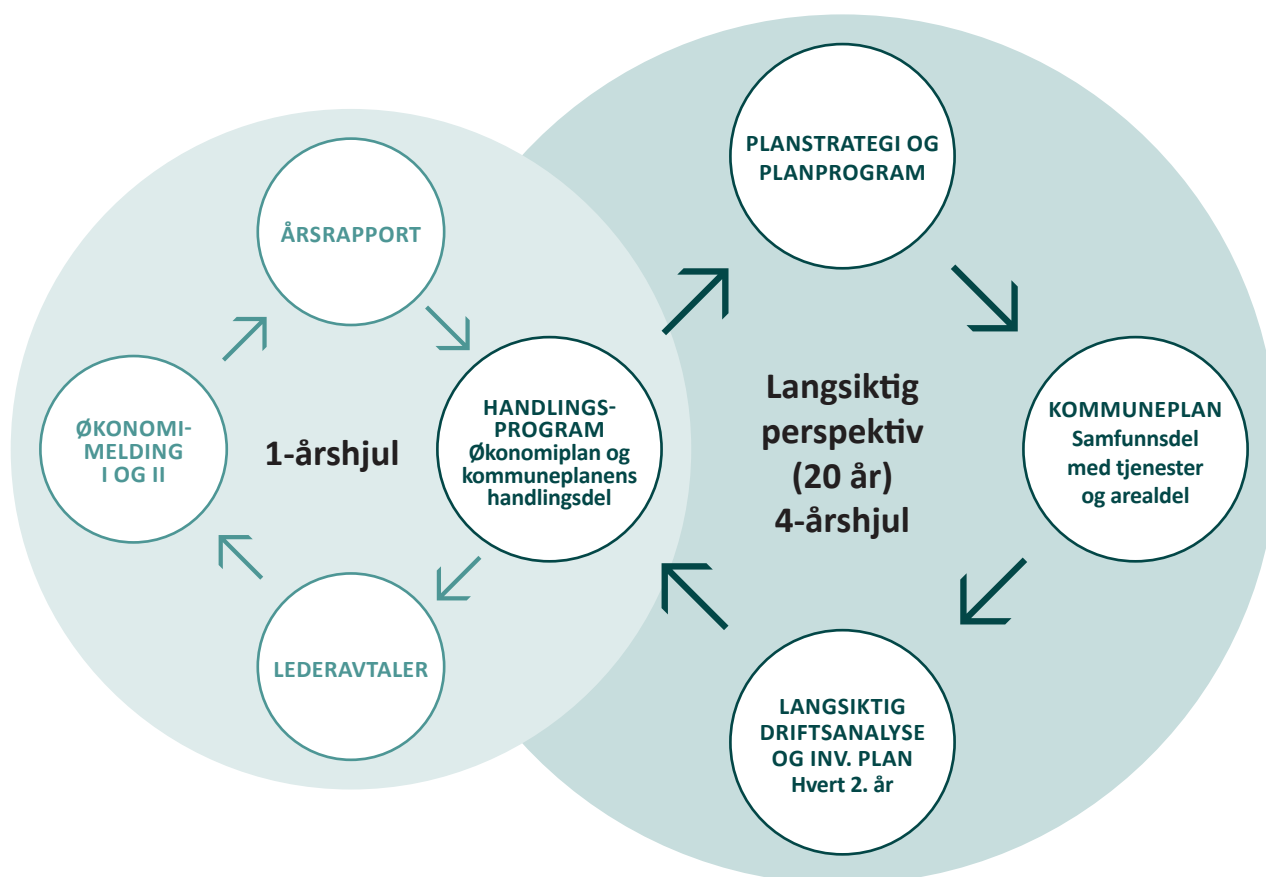 PLANSTRATEGI OG
PLANPROGRAM
ÅRSRAPPORT
ØKONOMI-
MELDING
I OG II
1-årshjul
HANDLINGS-
PROGRAM
Økonomiplan og
kommuneplanens
handlingsdel
Langsiktig
perspektiv
(20 år)
4-årshjul
KOMMUNEPLAN
Samfunnsdel
med tjenester
og arealdel
LEDERAVTALER
LANGSIKTIG
DRIFTSANALYSE
OG INV. PLAN
Hvert 2. år